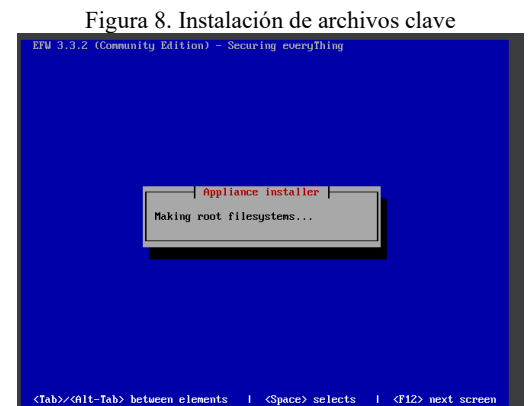 Figura 8. Instalación de archivos clave
EFW 3.3.2 (Community Edition) - Securing everyThing
Appliance installer
Making root filesystems...
<Tab>/<Alt-Tab> between elements | <Space> selects | <F12> next screen